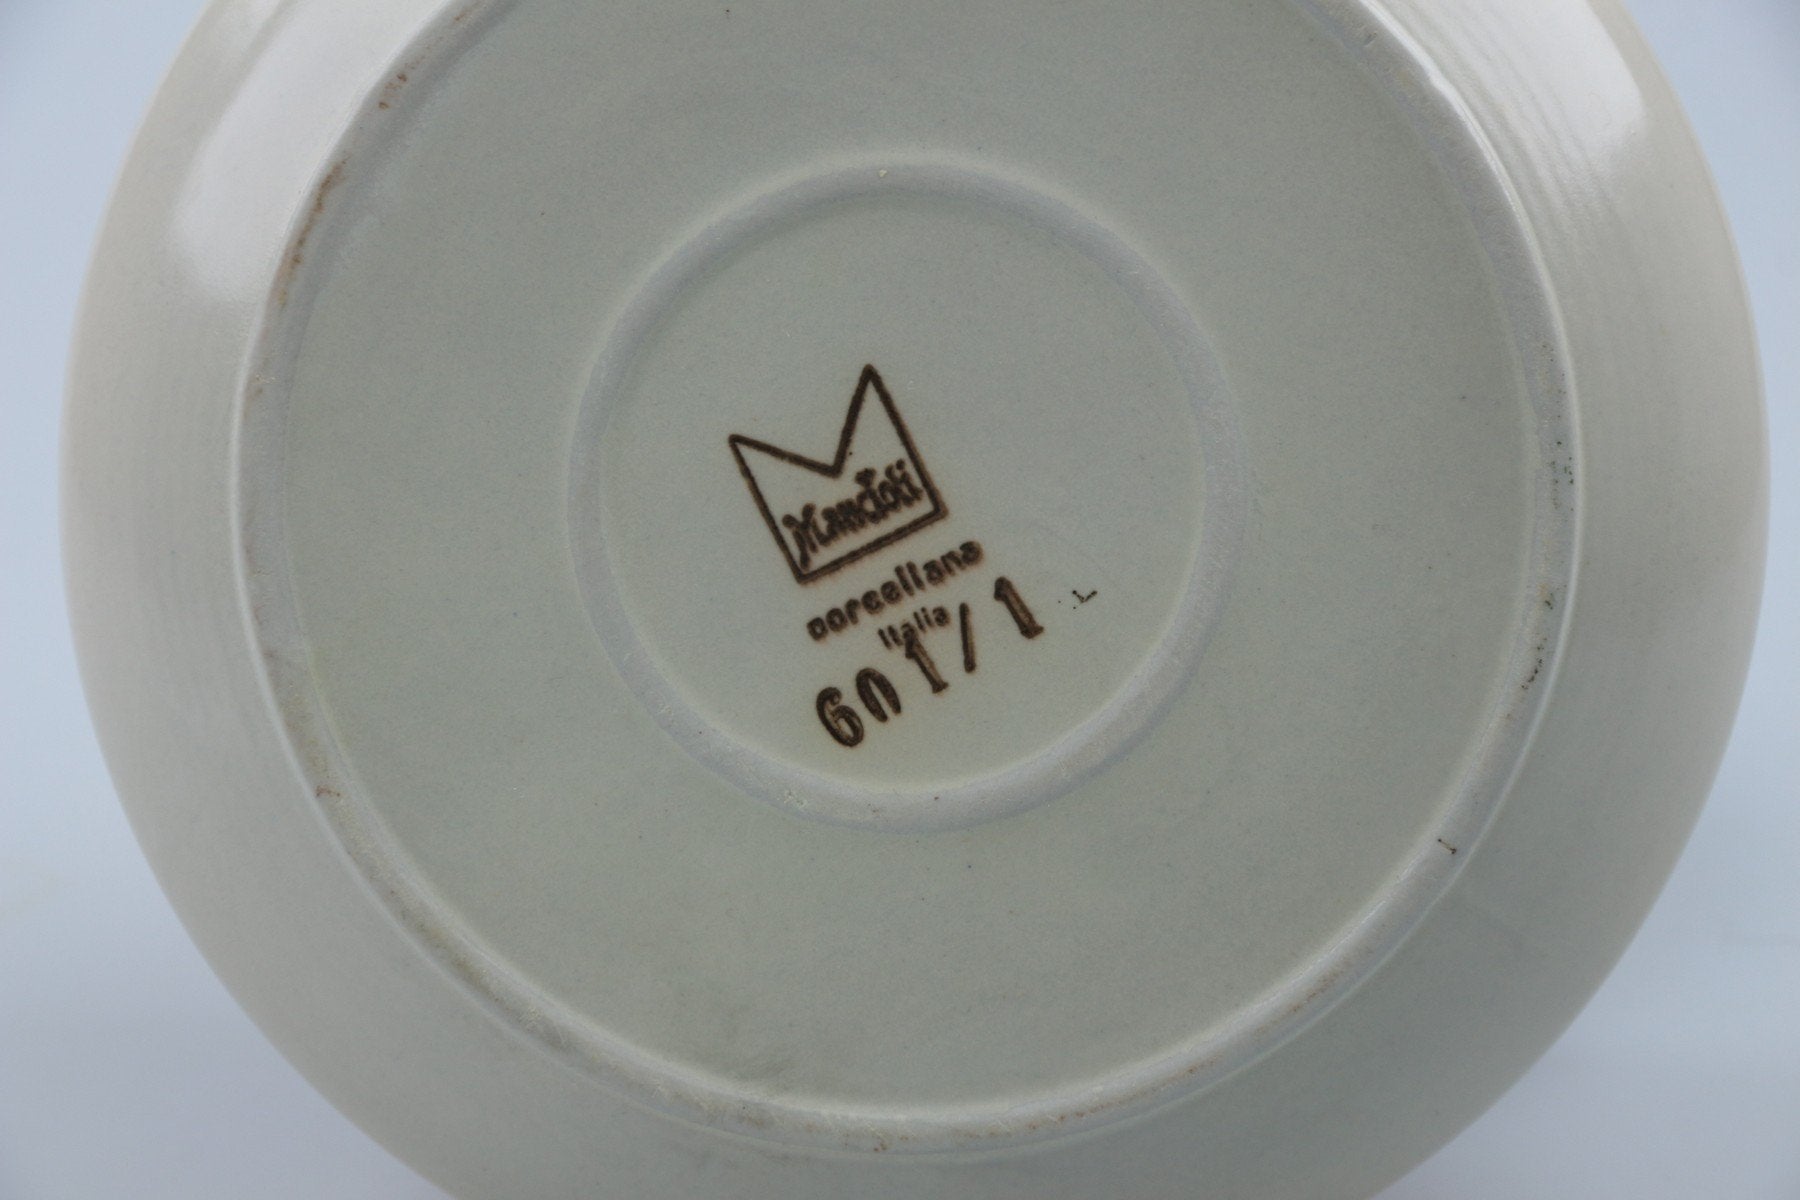 Mancioli
porcellana
Italia
601/1